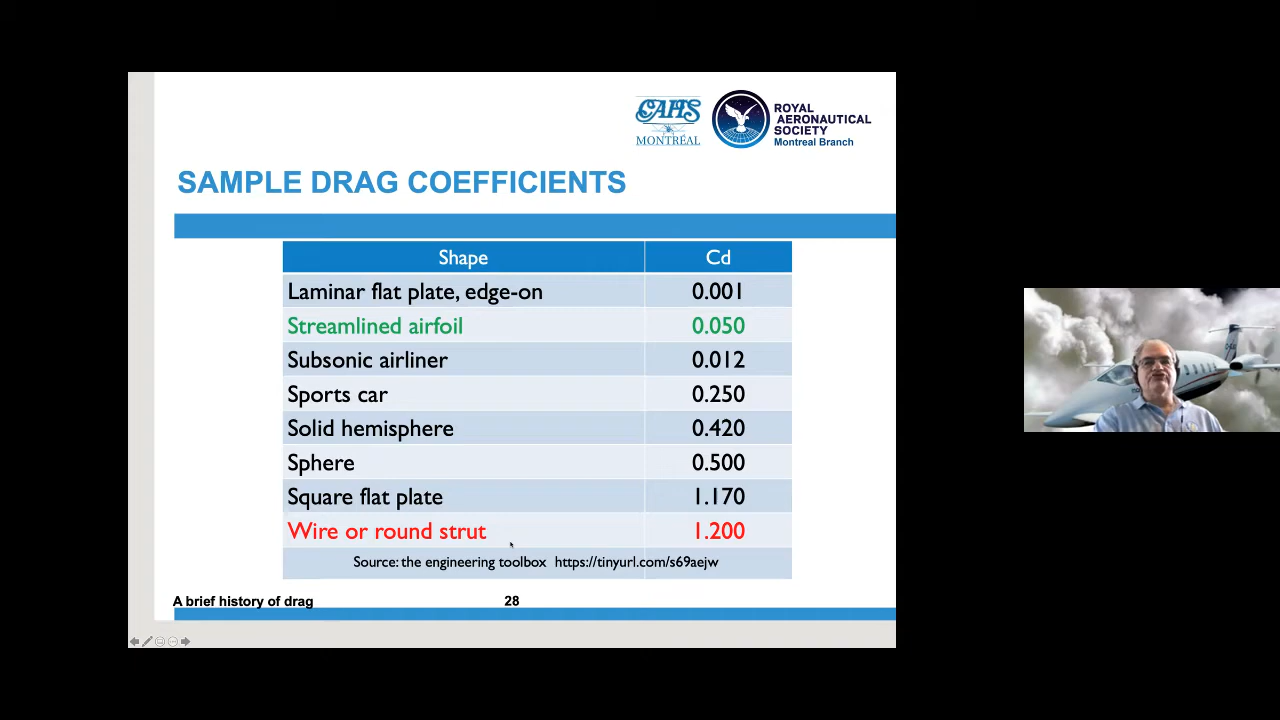 CAHS
MONTRÉAL
ROYAL
AERONAUTICAL
SOCIETY
Montreal Branch
SAMPLE DRAG COEFFICIENTS
Shape Cd
Laminar flat plate, edge-on 0.001
Streamlined airfoil 0.050
Subsonic airliner 0.012
Sports car 0.250
Solid hemisphere 0.420
Sphere 0.500
Square flat plate 1.170
Wire or round strut 1.200
Source: the engineering toolbox https://tinyurl.com/s69aejw
A brief history of drag 28